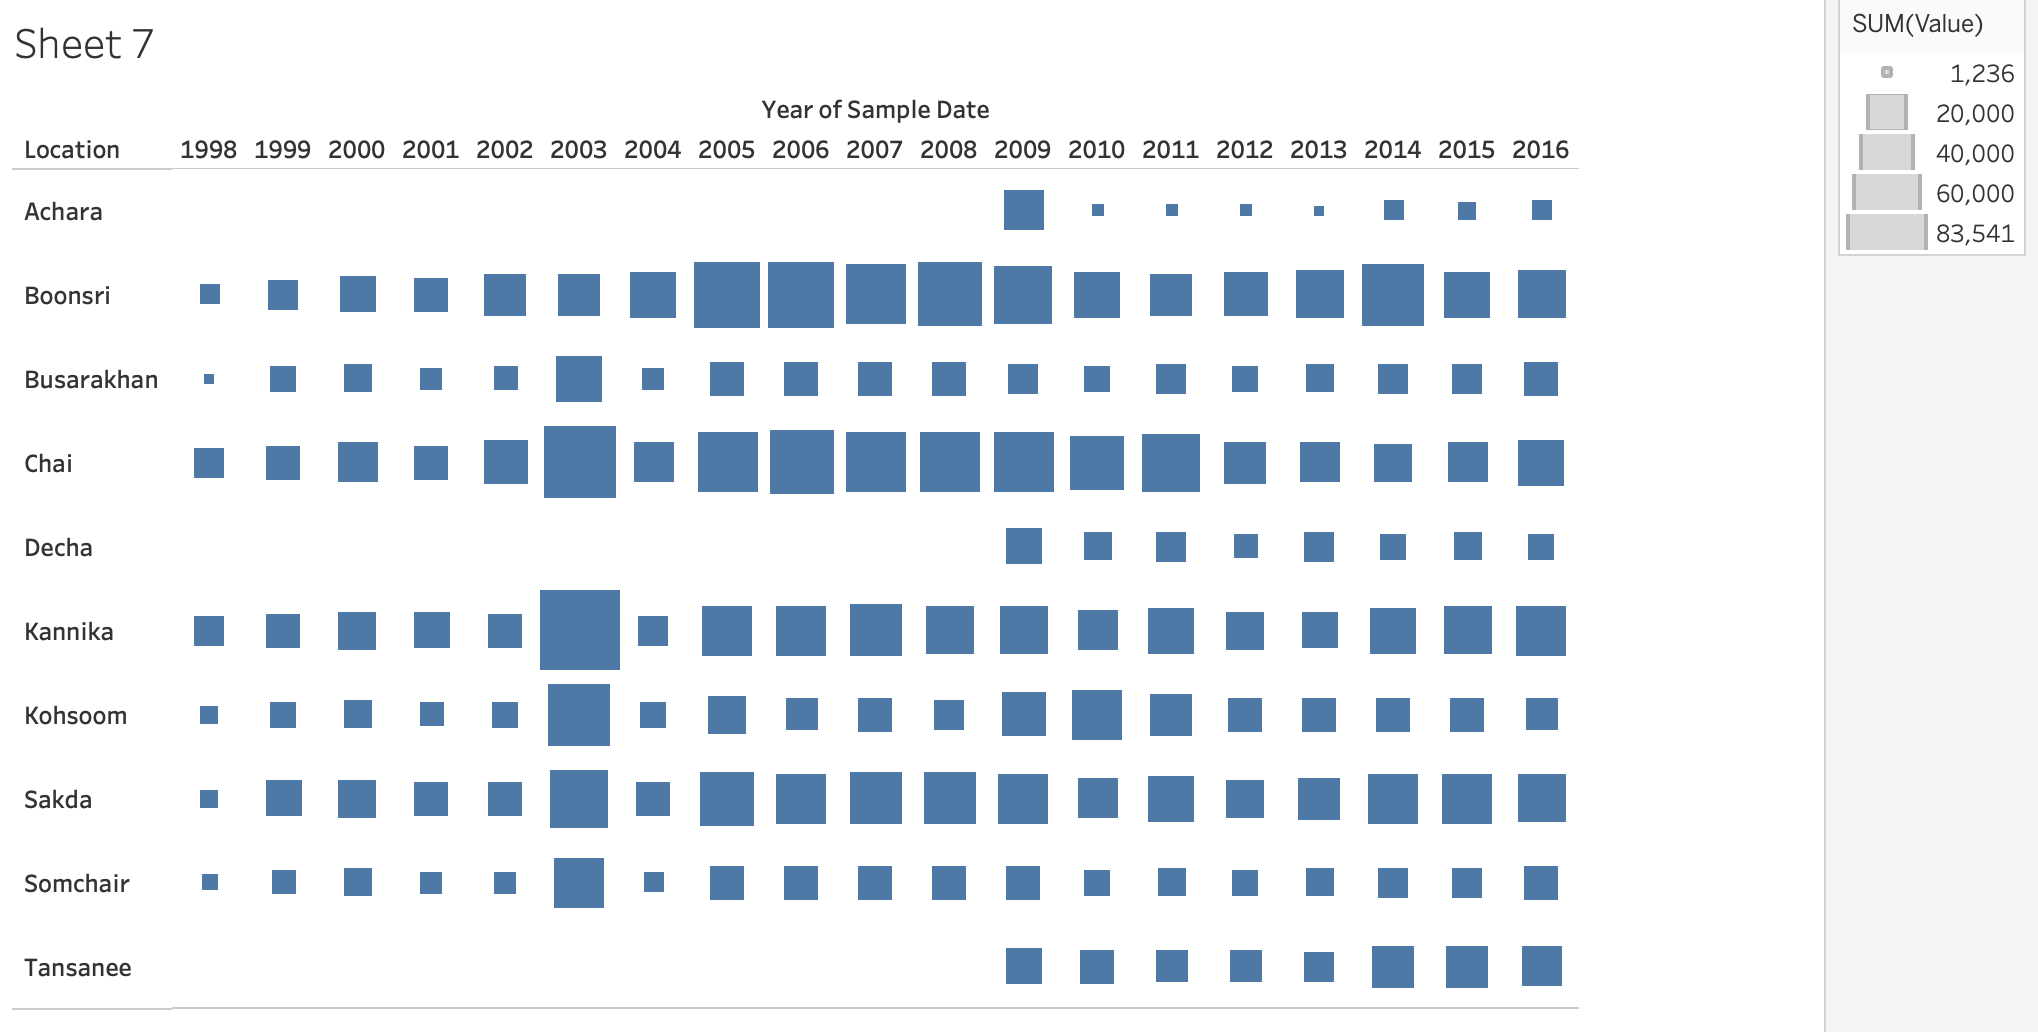 Sheet 7
Year of Sample Date
Location 1998 1999 2000 2001 2002 2003 2004 2005 2006 2007 2008 2009 2010 2011 2012 2013 2014 2015 2016
Achara
Boonsri
Busarakhan
Chai
Decha
Kannika
Kohsoom
Sakda
Somchair
Tansanee
SUM(Value)
1,236
20,000
40,000
60,000
83,541